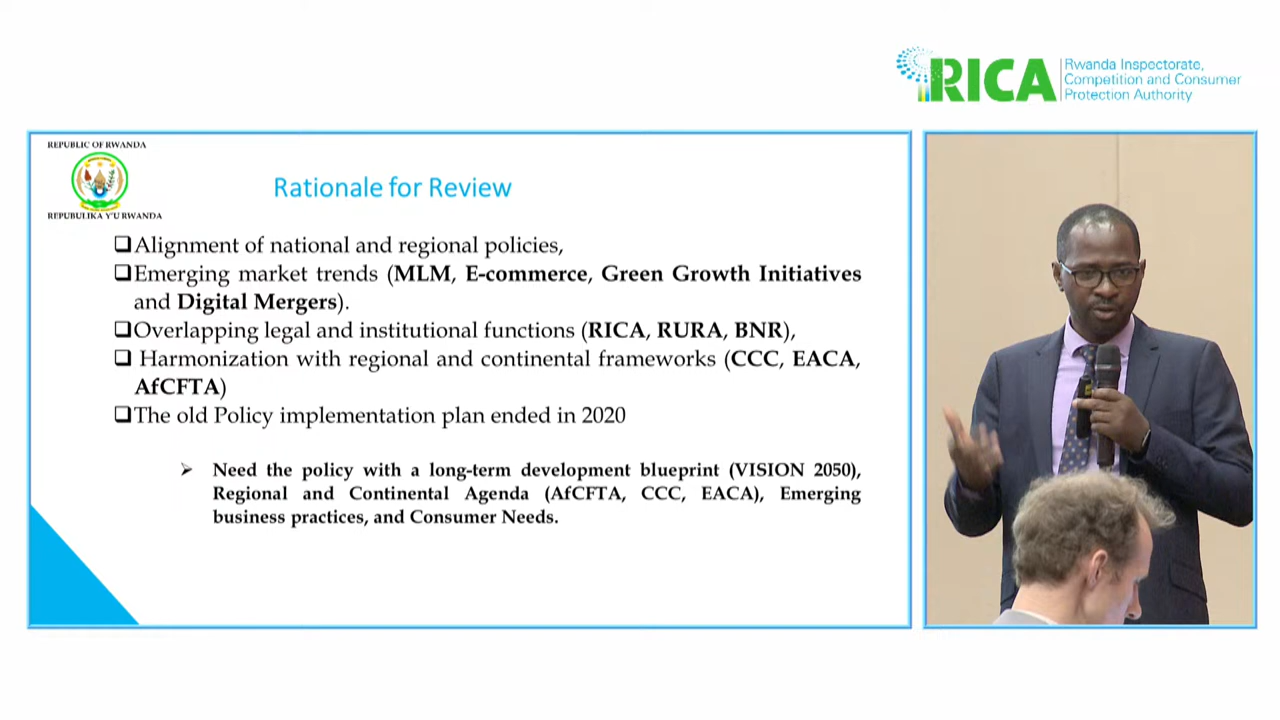 RICA
Rwanda Inspectorate,
Competition and Consumer
Protection Authority
REPUBLIC OF RWANDA
REPUBULIKA Y'U RWANDA
Rationale for Review
❑Alignment of national and regional policies,
❑Emerging market trends (MLM, E-commerce, Green Growth Initiatives
and Digital Mergers).
❑Overlapping legal and institutional functions (RICA, RURA, BNR),
❑ Harmonization with regional and continental frameworks (CCC, EACA,
AfCFTA)
❑The old Policy implementation plan ended in 2020
➢ Need the policy with a long-term development blueprint (VISION 2050),
Regional and Continental Agenda (AfCFTA, CCC, EACA), Emerging
business practices, and Consumer Needs.